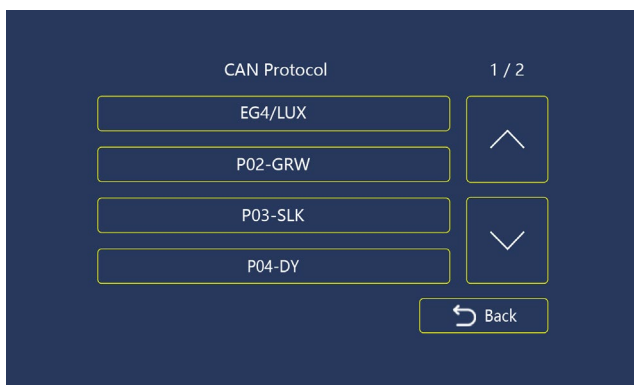 CAN Protocol 1 / 2
EG4/LUX
P02-GRW
P03-SLK
P04-DY
Back